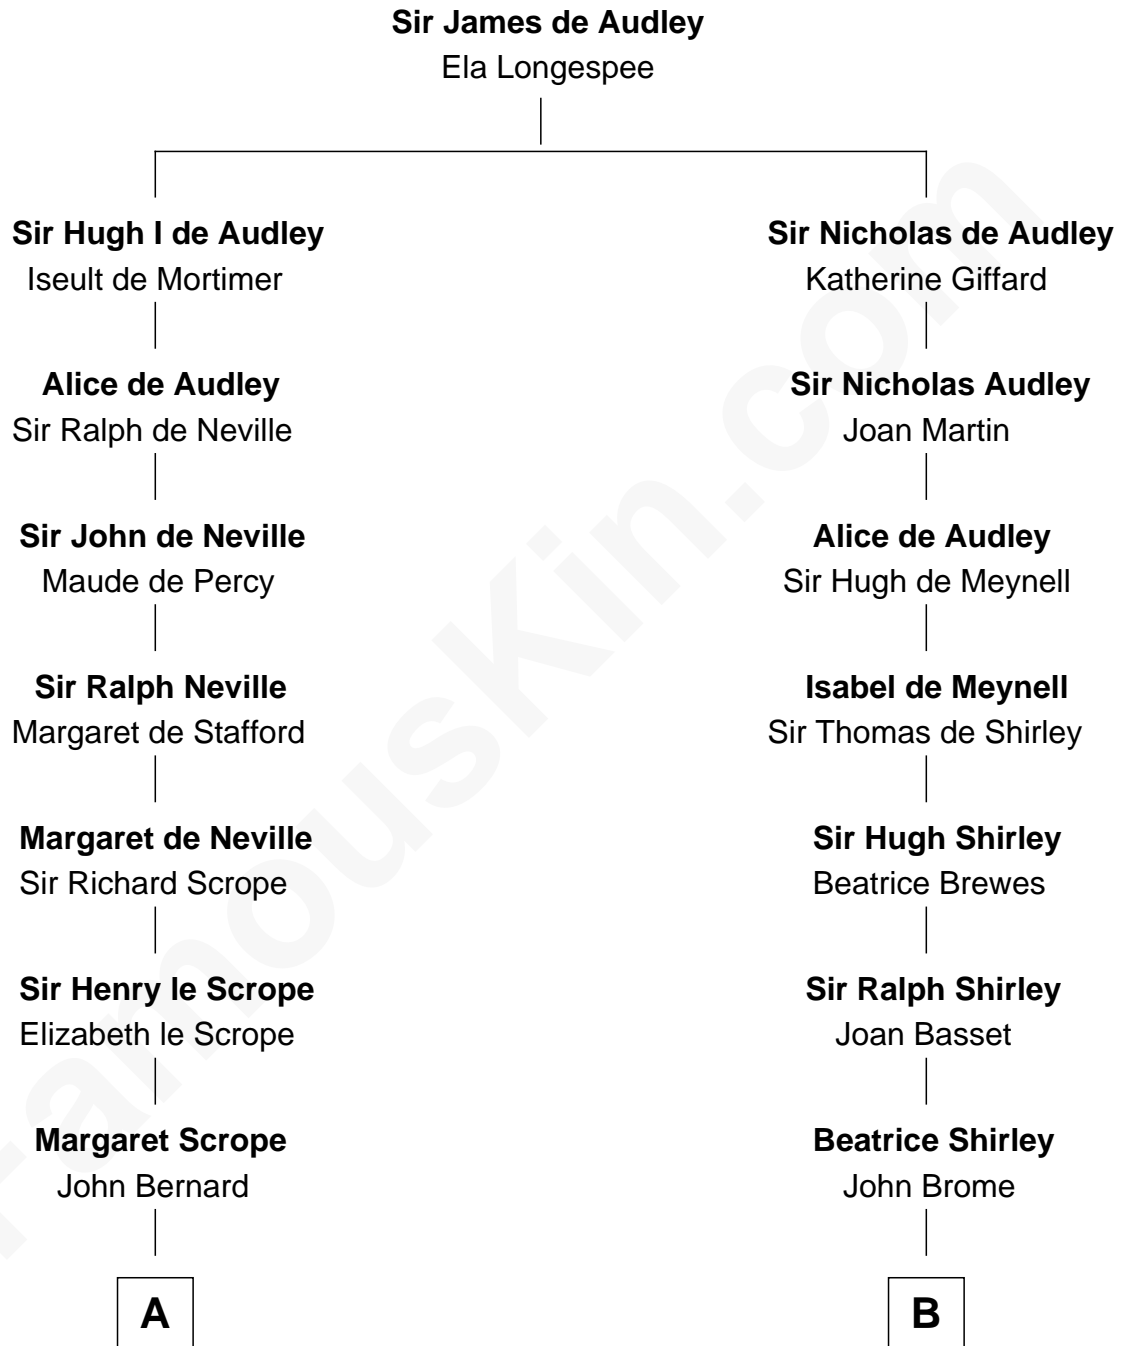 Sir James de Audley
Ela Longespee
Sir Hugh I de Audley
Iseult de Mortimer
Sir Nicholas de Audley
Katherine Giffard
Alice de Audley
Sir Ralph de Neville
Sir Nicholas Audley
Joan Martin
Sir John de Neville
Maude de Percy
Alice de Audley
Sir Hugh de Meynell
Sir Ralph Neville
Margaret de Stafford
Isabel de Meynell
Sir Thomas de Shirley
Margaret de Neville
Sir Richard Scrope
Sir Hugh Shirley
Beatrice Brewes
Sir Henry le Scrope
Elizabeth le Scrope
Sir Ralph Shirley
Joan Basset
Margaret Scrope
John Bernard
Beatrice Shirley
John Brome
A
B
FamousKin.com